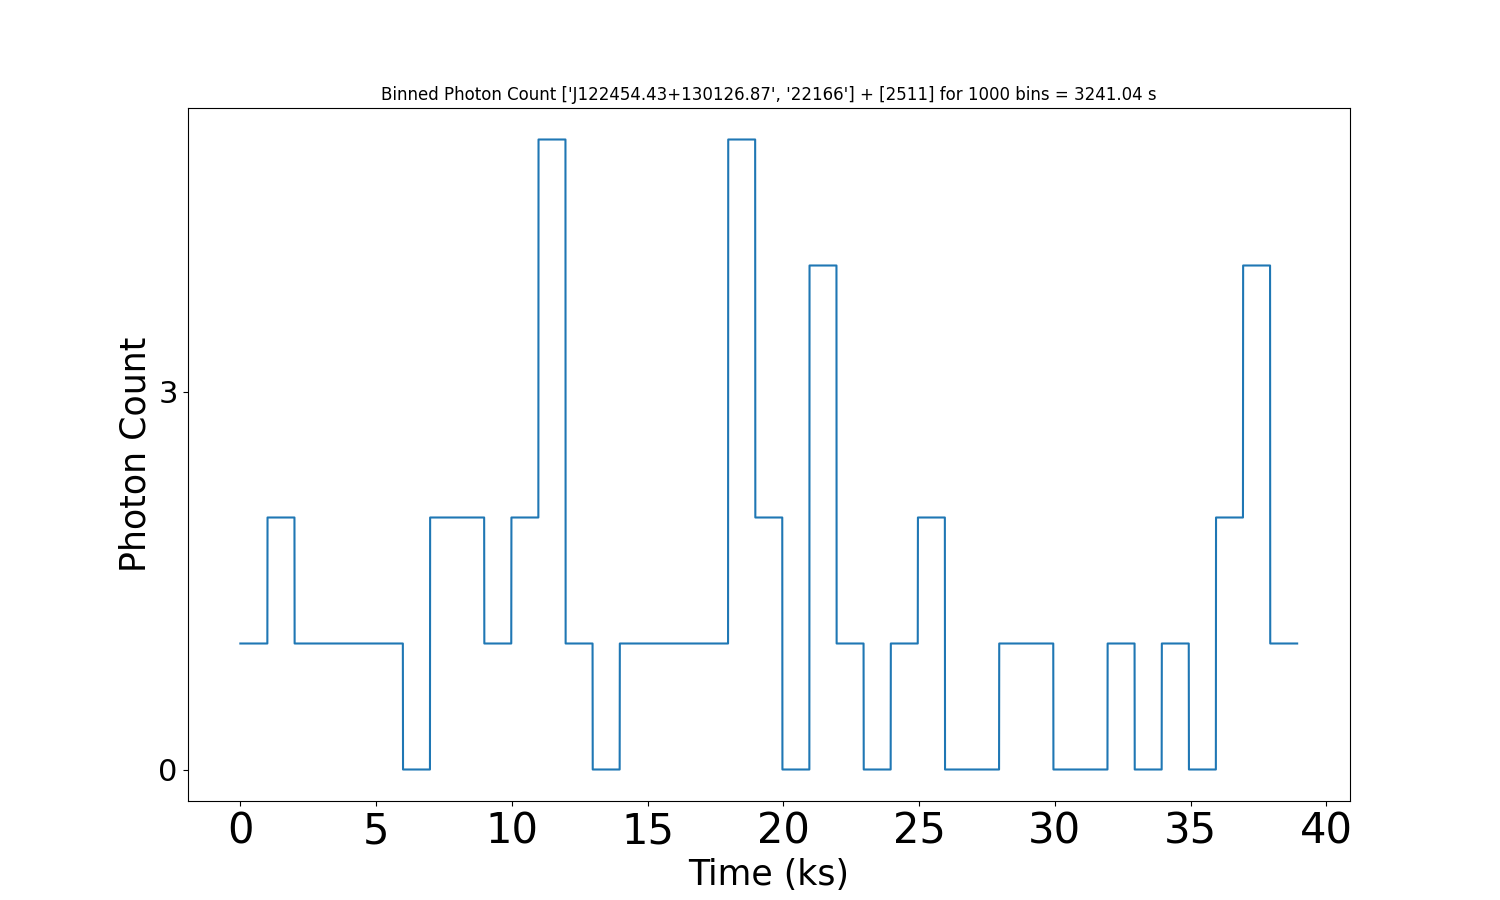 Binned Photon Count ['J122454.43+130126.87', '22166'] + [2511] for 1000 bins = 3241.04 s
Photon Count
3
0
0 5 10 15 20 25 30 35 40
Time (ks)